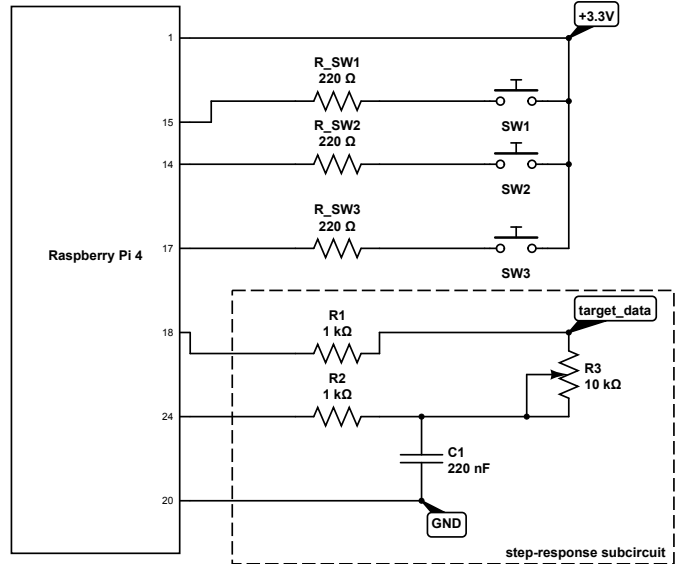 +3.3V
1
R_SW1
220 Ω
15
SW1
R_SW2
220 Ω
14
SW2
R_SW3
220 Ω
Raspberry Pi 4
17
SW3
18
R1
1 kΩ
target_data
R3
10 kΩ
R2
1 kΩ
24
C1
220 nF
20
GND
step-response subcircuit